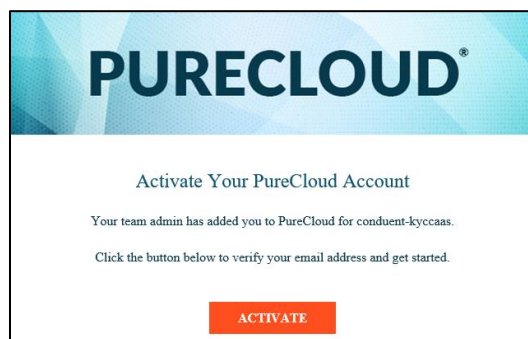 PURECLOUD®
Activate Your PureCloud Account
Your team admin has added you to PureCloud for conduent-kyccaas.
Click the button below to verify your email address and get started.
ACTIVATE